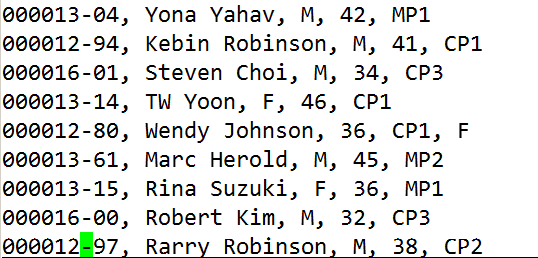 000013-04, Yona Yahav, M, 42, MP1
000012-94, Kebin Robinson, M, 41, CP1
000016-01, Steven Choi, M, 34, CP3
000013-14, TW Yoon, F, 46, CP1
000012-80, Wendy Johnson, 36, CP1, F
000013-61, Marc Herold, M, 45, MP2
000013-15, Rina Suzuki, F, 36, MP1
000016-00, Robert Kim, M, 32, CP3
000012-97, Rarry Robinson, M, 38, CP2